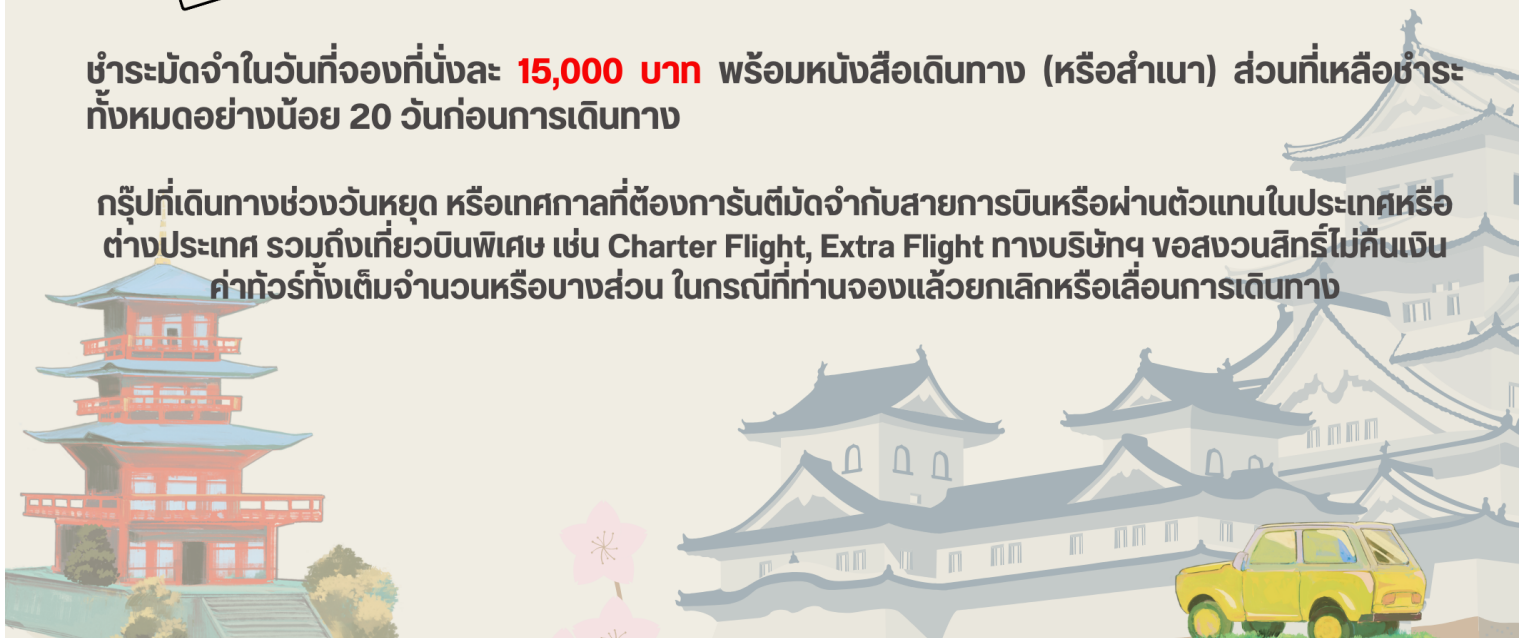 ชำระมัดจำในวันที่จองที่นั่งละ 15,000 บาท พร้อมหนังสือเดินทาง (หรือสำเนา) ส่วนที่เหลือชำระ
ทั้งหมดอย่างน้อย 20 วันก่อนการเดินทาง
กรุ๊ปที่เดินทางช่วงวันหยุด หรือเทศกาลที่ต้องการันตีมัดจำกับสายการบินหรือผ่านตัวแทนในประเทศหรือ
ต่างประเทศ รวมถึงเที่ยวบินพิเศษ เช่น Charter Flight, Extra Flight ทางบริษัทฯ ขอสงวนสิทธิ์ไม่คืนเงิน
ค่าทัวร์ทั้งเต็มจำนวนหรือบางส่วน ในกรณีที่ท่านจองแล้วยกเลิกหรือเลื่อนการเดินทาง